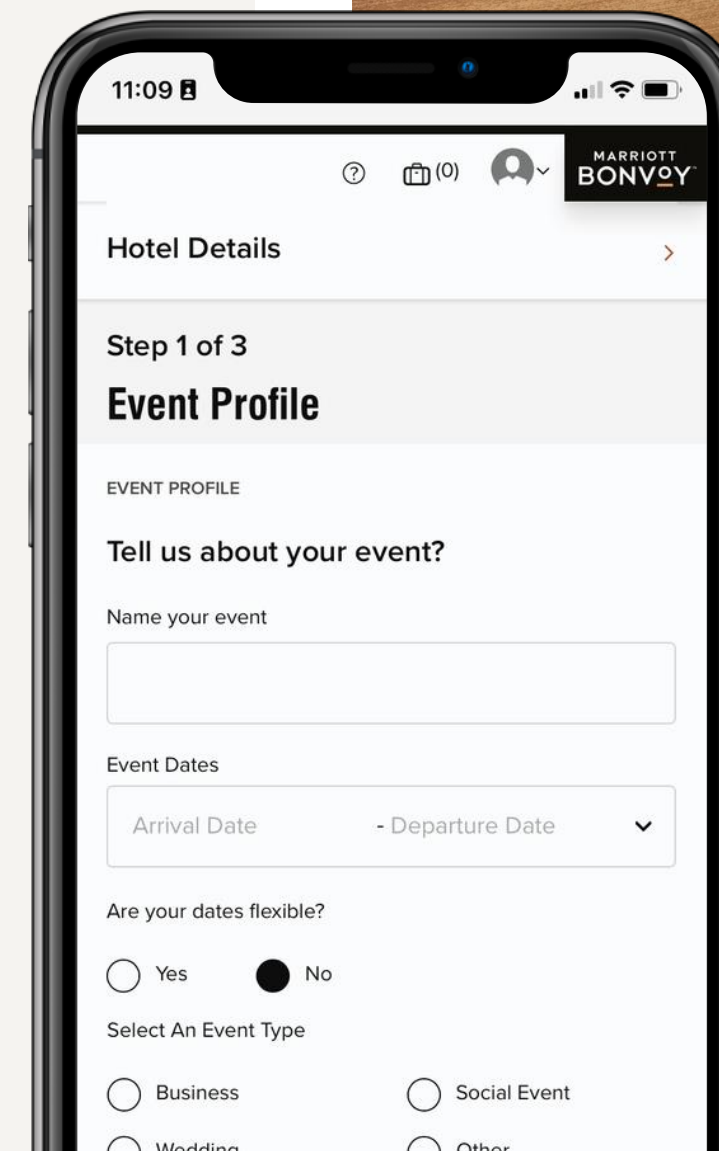 11:09
(0)
MARRIOTT
BONVOY
Hotel Details
Step 1 of 3
Event Profile
EVENT PROFILE
Tell us about your event?
Name your event
Event Dates
Arrival Date - Departure Date
Are your dates flexible?
Yes No
Select An Event Type
Business Social Event
Wedding Other